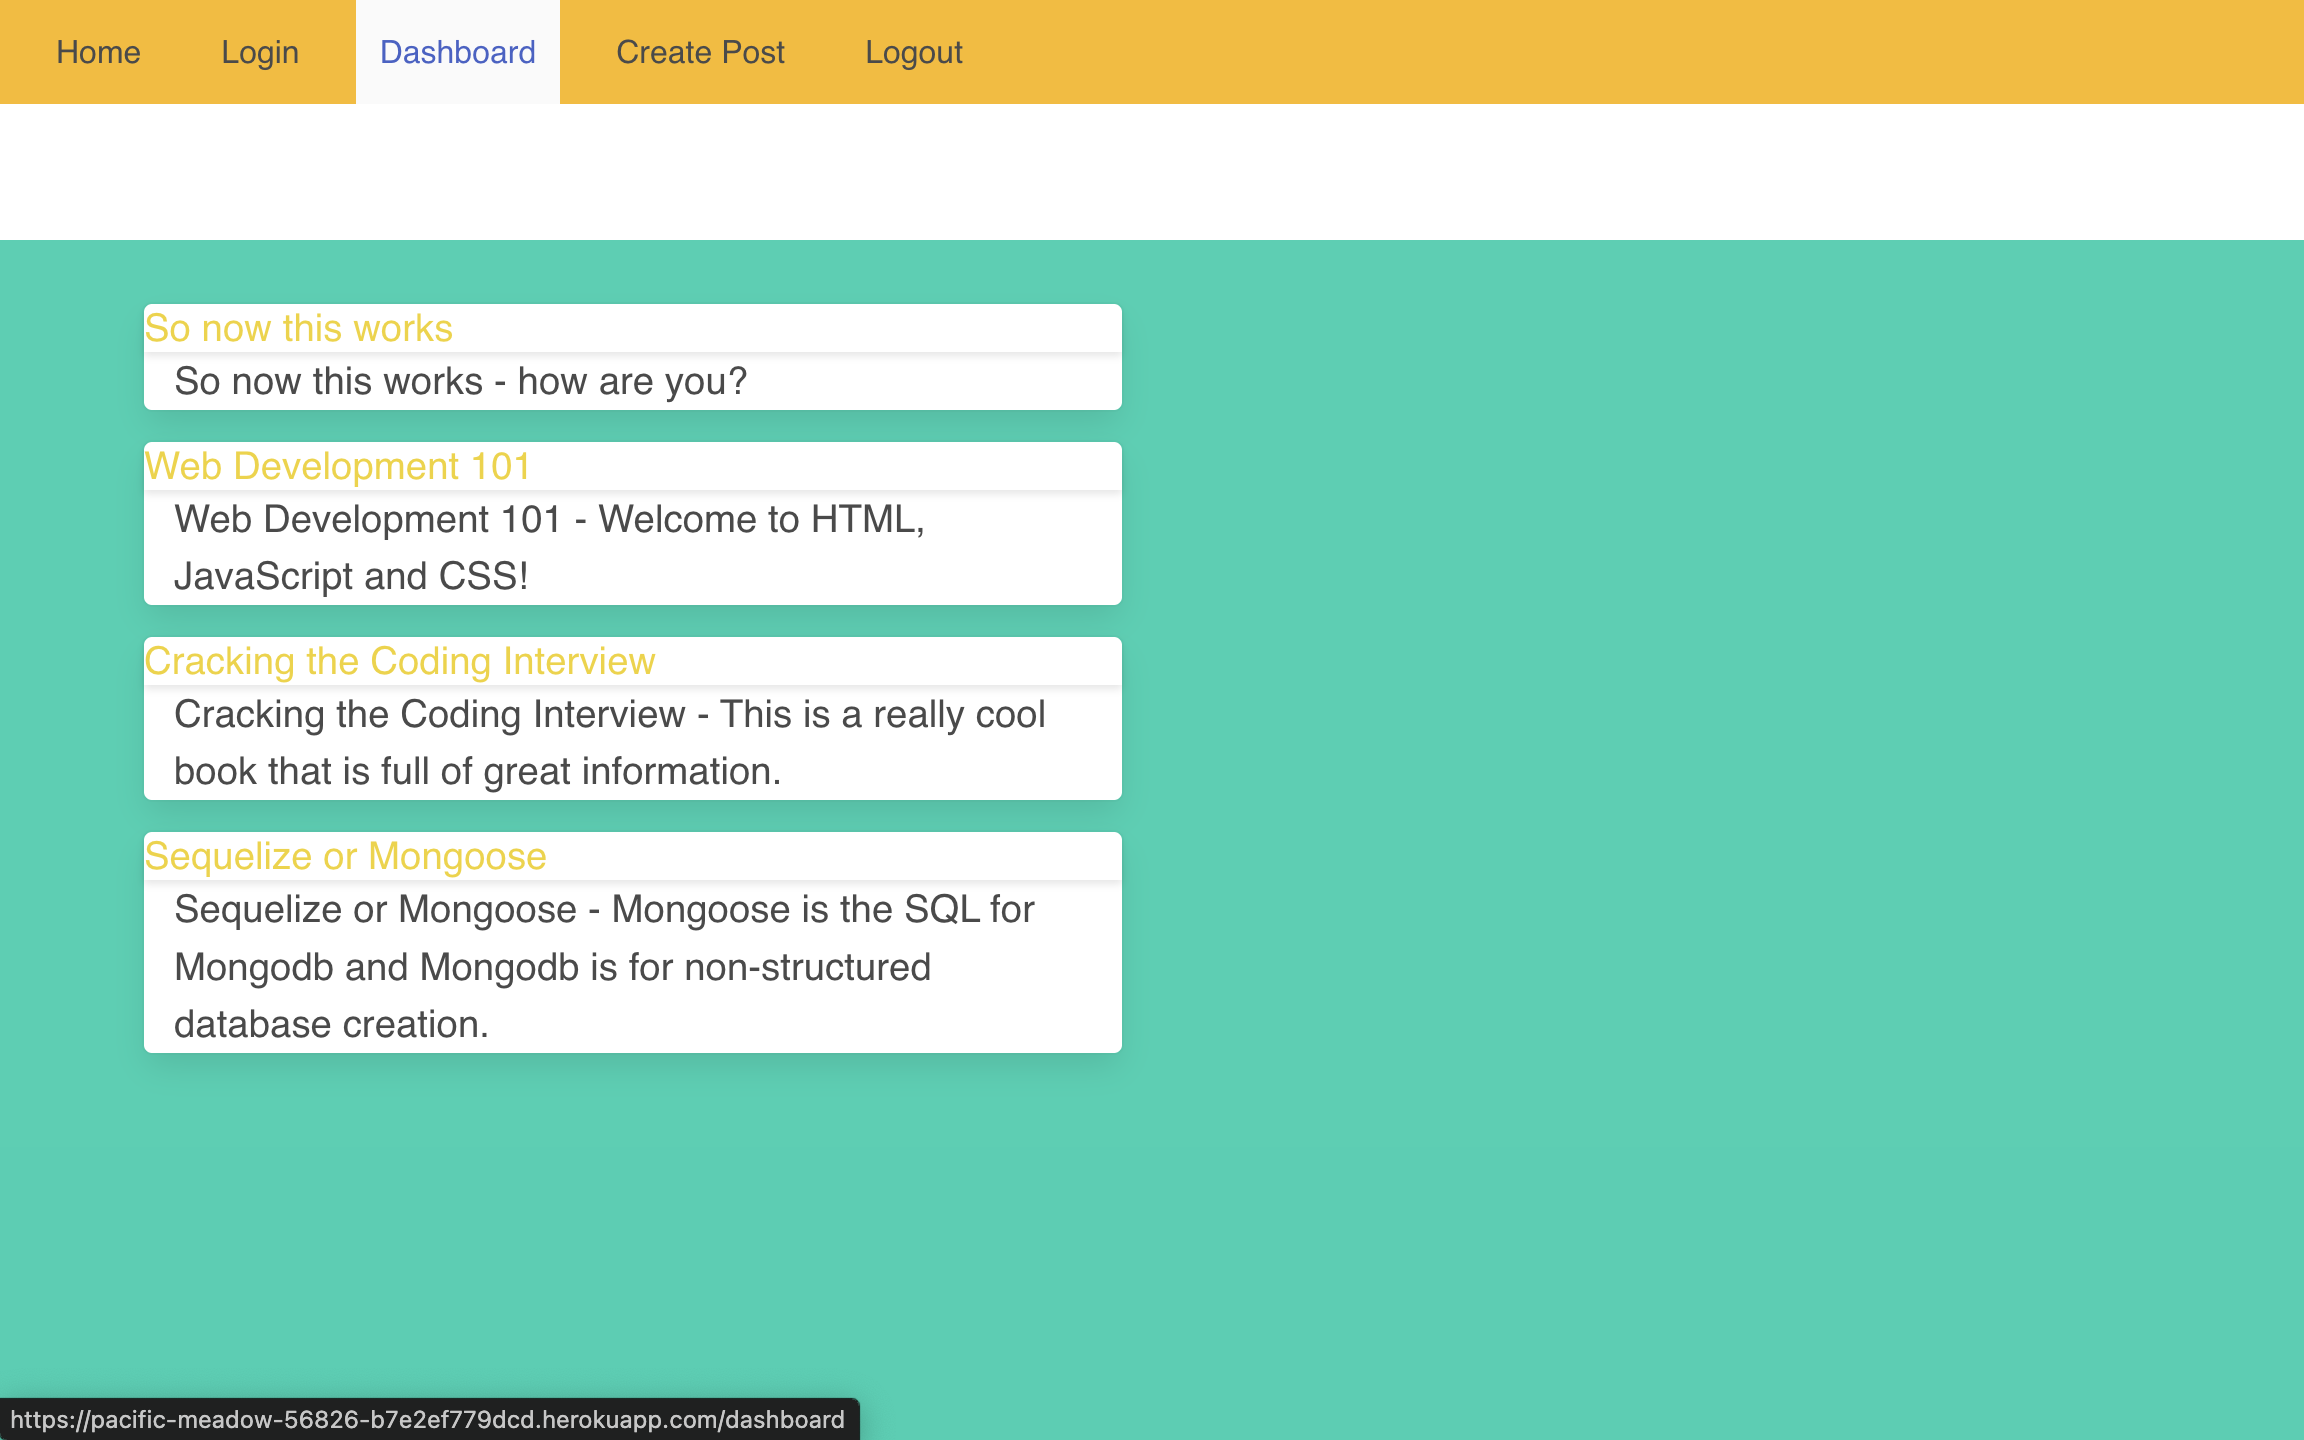 Home Login Dashboard Create Post Logout
So now this works
So now this works - how are you?
Web Development 101
Web Development 101 - Welcome to HTML,
JavaScript and CSS!
Cracking the Coding Interview
Cracking the Coding Interview - This is a really cool
book that is full of great information.
Sequelize or Mongoose
Sequelize or Mongoose - Mongoose is the SQL for
Mongodb and Mongodb is for non-structured
database creation.
https://pacific-meadow-56826-b7e2ef779dcd.herokuapp.com/dashboard